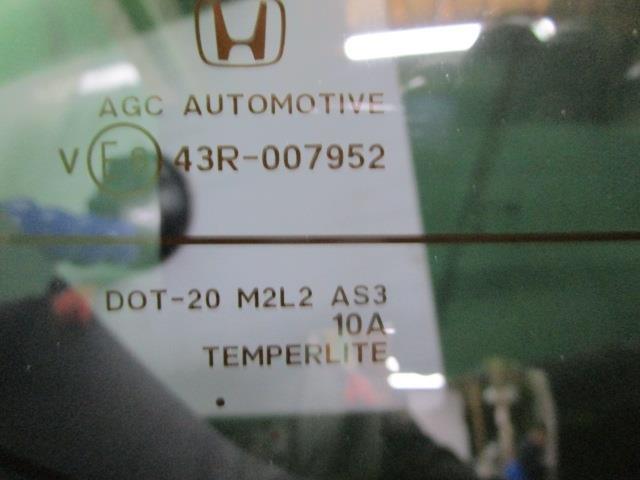 AGC AUTOMOTIVE
V 43R-007952
DOT-20 M2L2 AS3
10A
TEMPERLITE